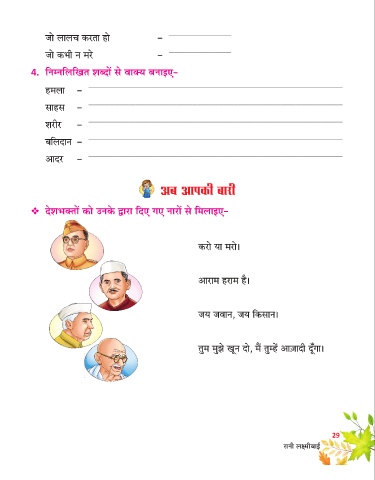 जो लालच करता हो –
जो कभी न मरे –
4. निम्नलिखित शब्दों से वाक्य बनाइए–
हमला –
साहस –
शरीर –
बलिदान –
आदर –
अब आपकी बारी
❖ देशभक्तों को उनके द्वारा दिए गए नारों से मिलाइए–
करो या मरो।
आराम हराम है।
जय जवान, जय किसान।
तुम मुझे खून दो, मैं तुम्हें आज़ादी दूँगा।
29
रानी लक्ष्मीबाई